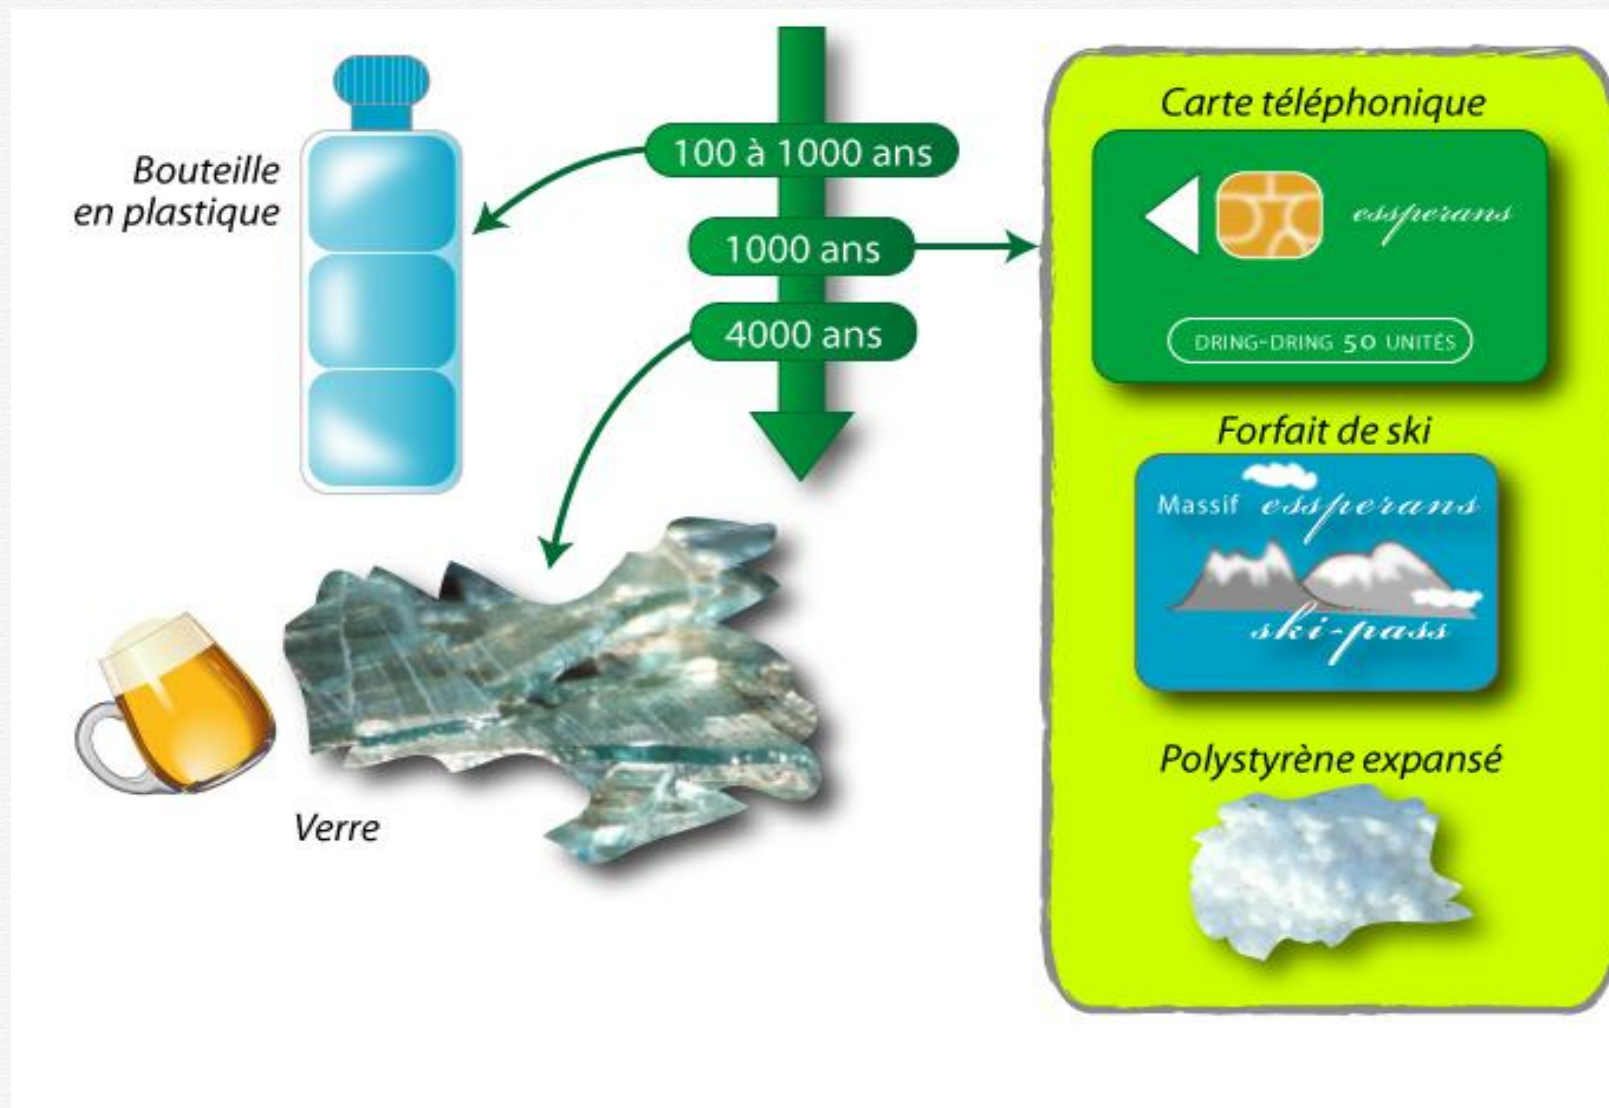 Bouteille
en plastique
100 à 1000 ans
1000 ans
4000 ans
Verre
Carte téléphonique
essperans
DRING-DRING 50 UNITÉS
Forfait de ski
Massif essperans
ski-pass
Polystyrène expansé